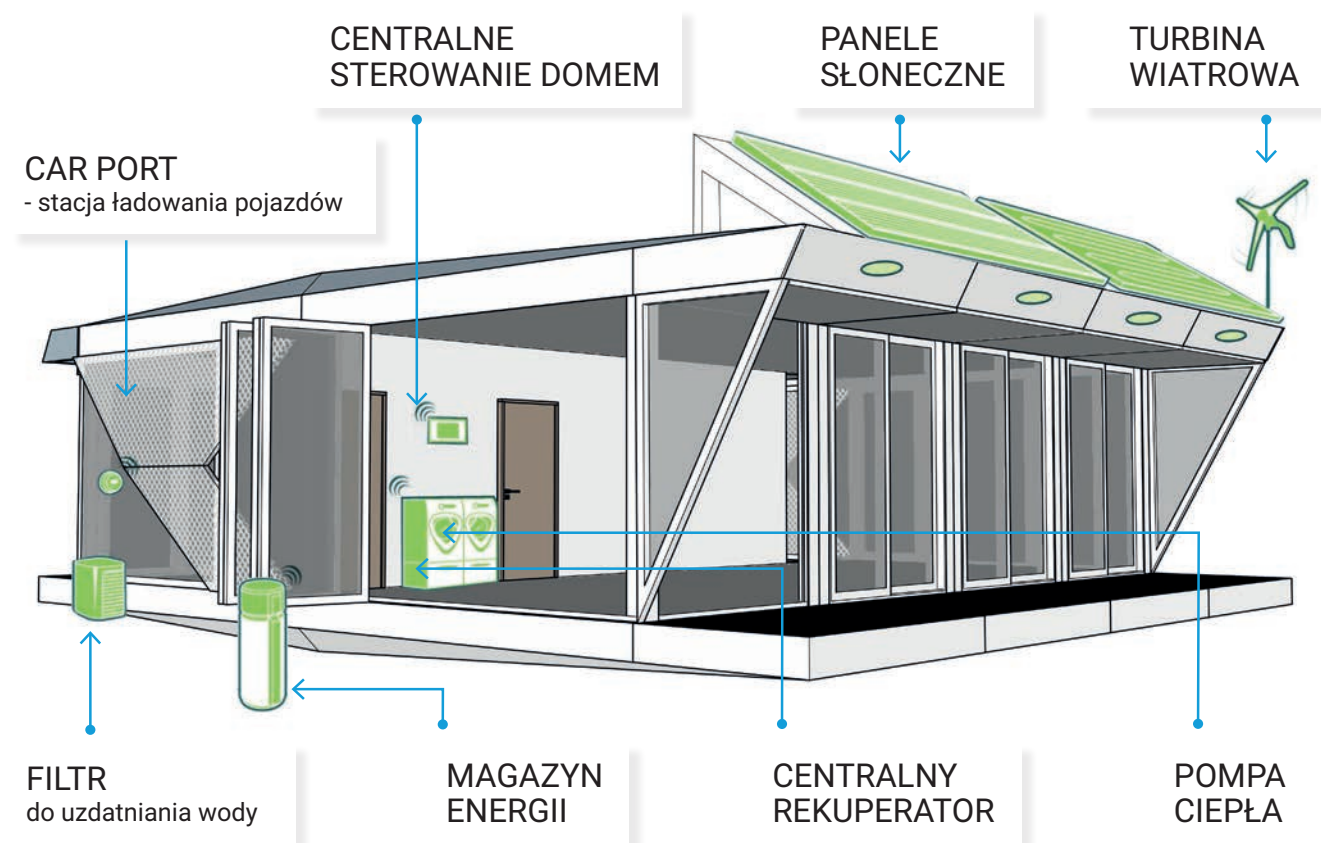 CENTRALNE
STEROWANIE DOMEM
PANELE
SŁONECZNE
TURBINA
WIATROWA
CAR PORT
- stacja ładowania pojazdów
FILTR
do uzdatniania wody
MAGAZYN
ENERGII
CENTRALNY
REKUPERATOR
POMPA
CIEPŁA